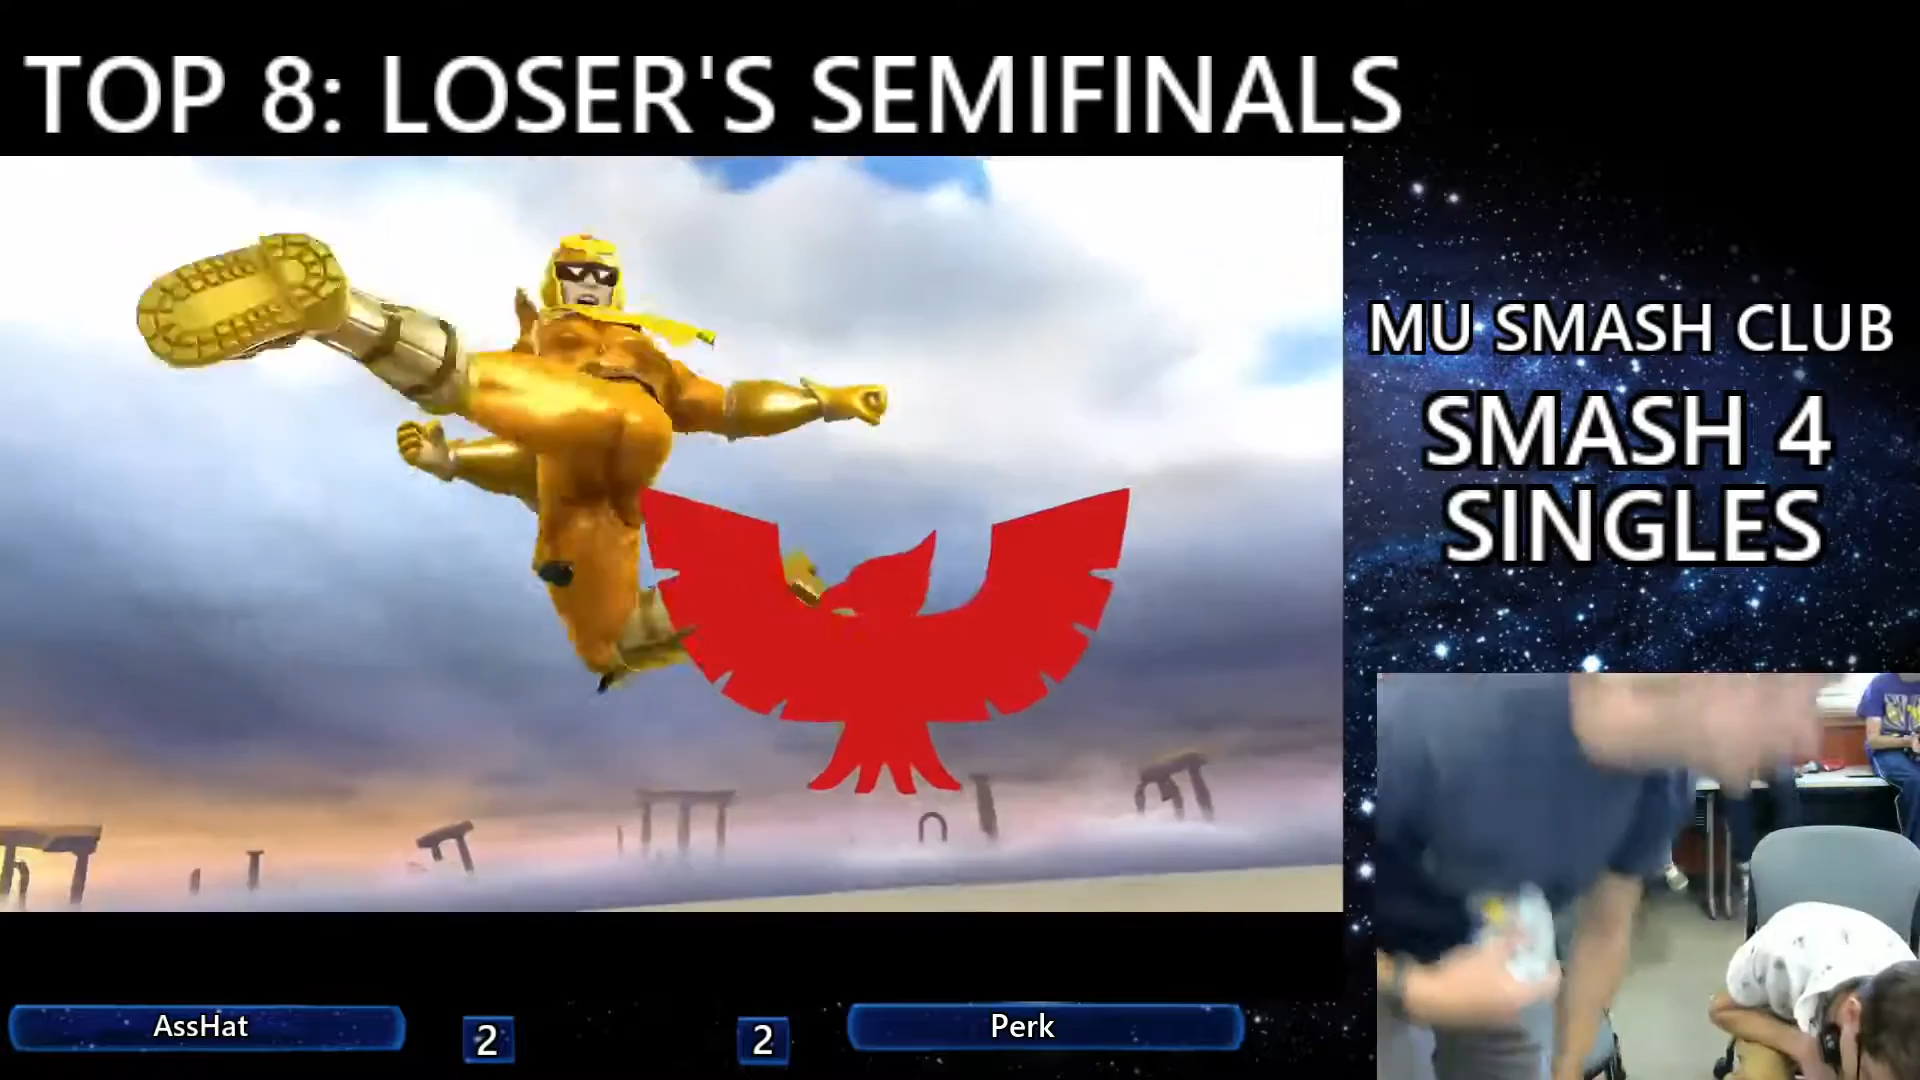 TOP 8: LOSER'S SEMIFINALS
MU SMASH CLUB
SMASH 4
SINGLES
AssHat
2
2
Perk